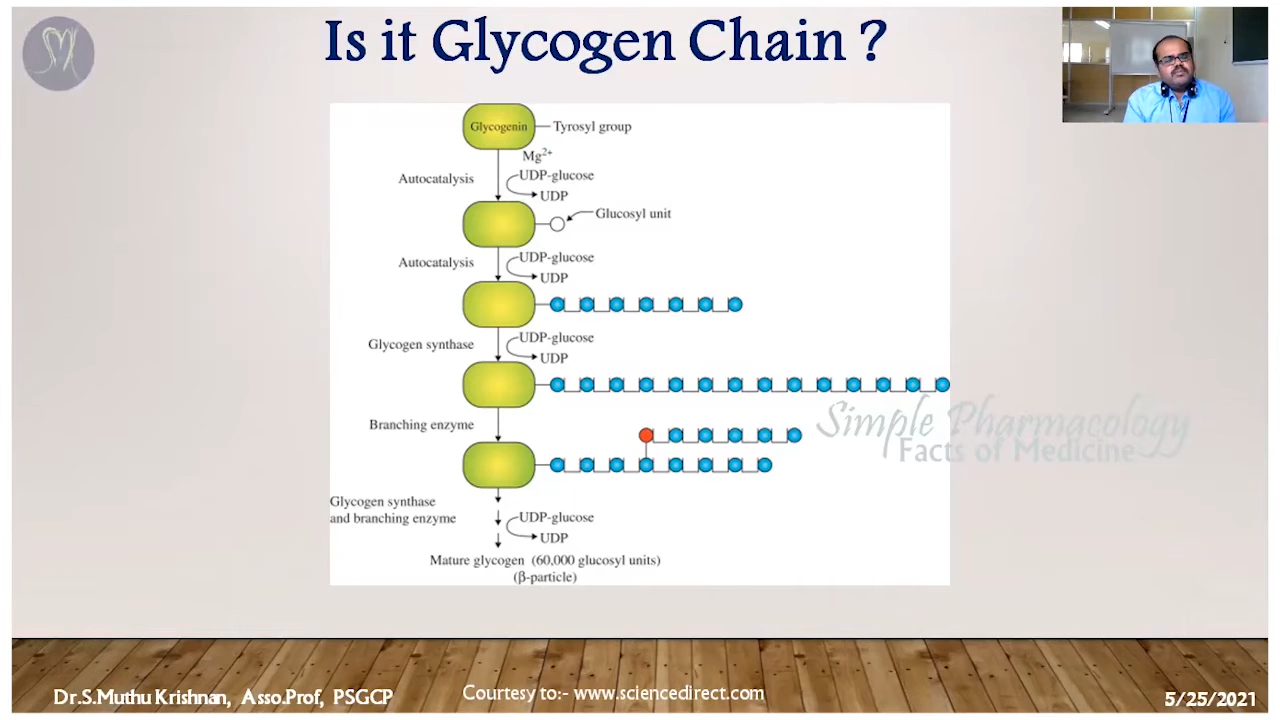 Is it Glycogen Chain ?
Glycogenin
Tyrosyl group
Mg2+
Autocatalysis
UDP-glucose
UDP
Glucosyl unit
Autocatalysis
UDP-glucose
UDP
Glycogen synthase
UDP-glucose
UDP
Branching enzyme
Simple Pharmacology
Facts of Medicine
Glycogen synthase
and branching enzyme
UDP-glucose
UDP
Mature glycogen (60,000 glucosyl units)
(β-particle)
Dr.S.Muthu Krishnan, Asso.Prof, PSGCP
Courtesy to:- www.sciencedirect.com
5/25/2021